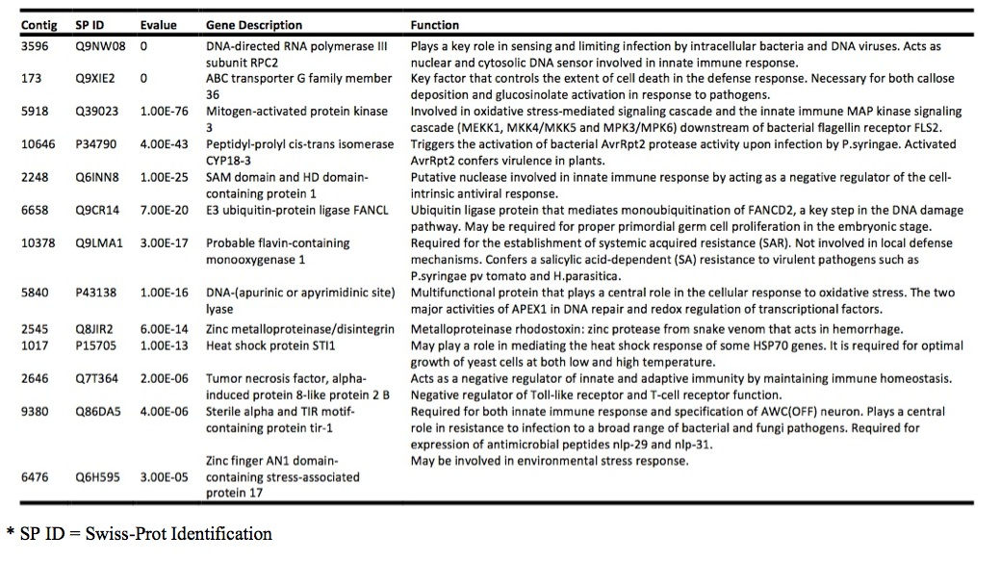 Contig SP ID Evalue Gene Description Function
3596 Q9NW08 0 DNA-directed RNA polymerase III Plays a key role in sensing and limiting infection by intracellular bacteria and DNA viruses. Acts as
subunit RPC2 nuclear and cytosolic DNA sensor involved in innate immune response.
173 Q9XIE2 0 ABC transporter G family member Key factor that controls the extent of cell death in the defense response. Necessary for both callose
36 deposition and glucosinolate activation in response to pathogens.
5918 Q39023 1.00E-76 Mitogen-activated protein kinase Involved in oxidative stress-mediated signaling cascade and the innate immune MAP kinase signaling
3 cascade (MEKK1, MKK4/MKK5 and MPK3/MPK6) downstream of bacterial flagellin receptor FLS2.
10646 P34790 4.00E-43 Peptidyl-prolyl cis-trans isomerase Triggers the activation of bacterial AvrRpt2 protease activity upon infection by P.syringae. Activated
CYP18-3 AvrRpt2 confers virulence in plants.
2248 Q6INN8 1.00E-25 SAM domain and HD domain- Putative nuclease involved in innate immune response by acting as a negative regulator of the cell-
containing protein 1 intrinsic antiviral response.
6658 Q9CR14 7.00E-20 E3 ubiquitin-protein ligase FANCL Ubiquitin ligase protein that mediates monoubiquitination of FANCD2, a key step in the DNA damage
pathway. May be required for proper primordial germ cell proliferation in the embryonic stage.
10378 Q9LMA1 3.00E-17 Probable flavin-containing Required for the establishment of systemic acquired resistance (SAR). Not involved in local defense
monooxygenase 1 mechanisms. Confers a salicylic acid-dependent (SA) resistance to virulent pathogens such as
P.syringae pv tomato and H.parasitica.
5840 P43138 1.00E-16 DNA-(apurinic or apyrimidinic site) Multifunctional protein that plays a central role in the cellular response to oxidative stress. The two
lyase major activities of APEX1 in DNA repair and redox regulation of transcriptional factors.
2545 Q8JIR2 6.00E-14 Zinc metalloproteinase/disintegrin Metalloproteinase rhodostoxin: zinc protease from snake venom that acts in hemorrhage.
1017 P15705 1.00E-13 Heat shock protein STI1 May play a role in mediating the heat shock response of some HSP70 genes. It is required for optimal
growth of yeast cells at both low and high temperature.
2646 Q7T364 2.00E-06 Tumor necrosis factor, alpha- Acts as a negative regulator of innate and adaptive immunity by maintaining immune homeostasis.
induced protein 8-like protein 2 B Negative regulator of Toll-like receptor and T-cell receptor function.
9380 Q86DA5 4.00E-06 Sterile alpha and TIR motif- Required for both innate immune response and specification of AWC(OFF) neuron. Plays a central
containing protein tir-1 role in resistance to infection to a broad range of bacterial and fungi pathogens. Required for
expression of antimicrobial peptides nlp-29 and nlp-31.
Zinc finger AN1 domain- May be involved in environmental stress response.
6476 Q6H595 3.00E-05 containing stress-associated
protein 17
* SP ID = Swiss-Prot Identification